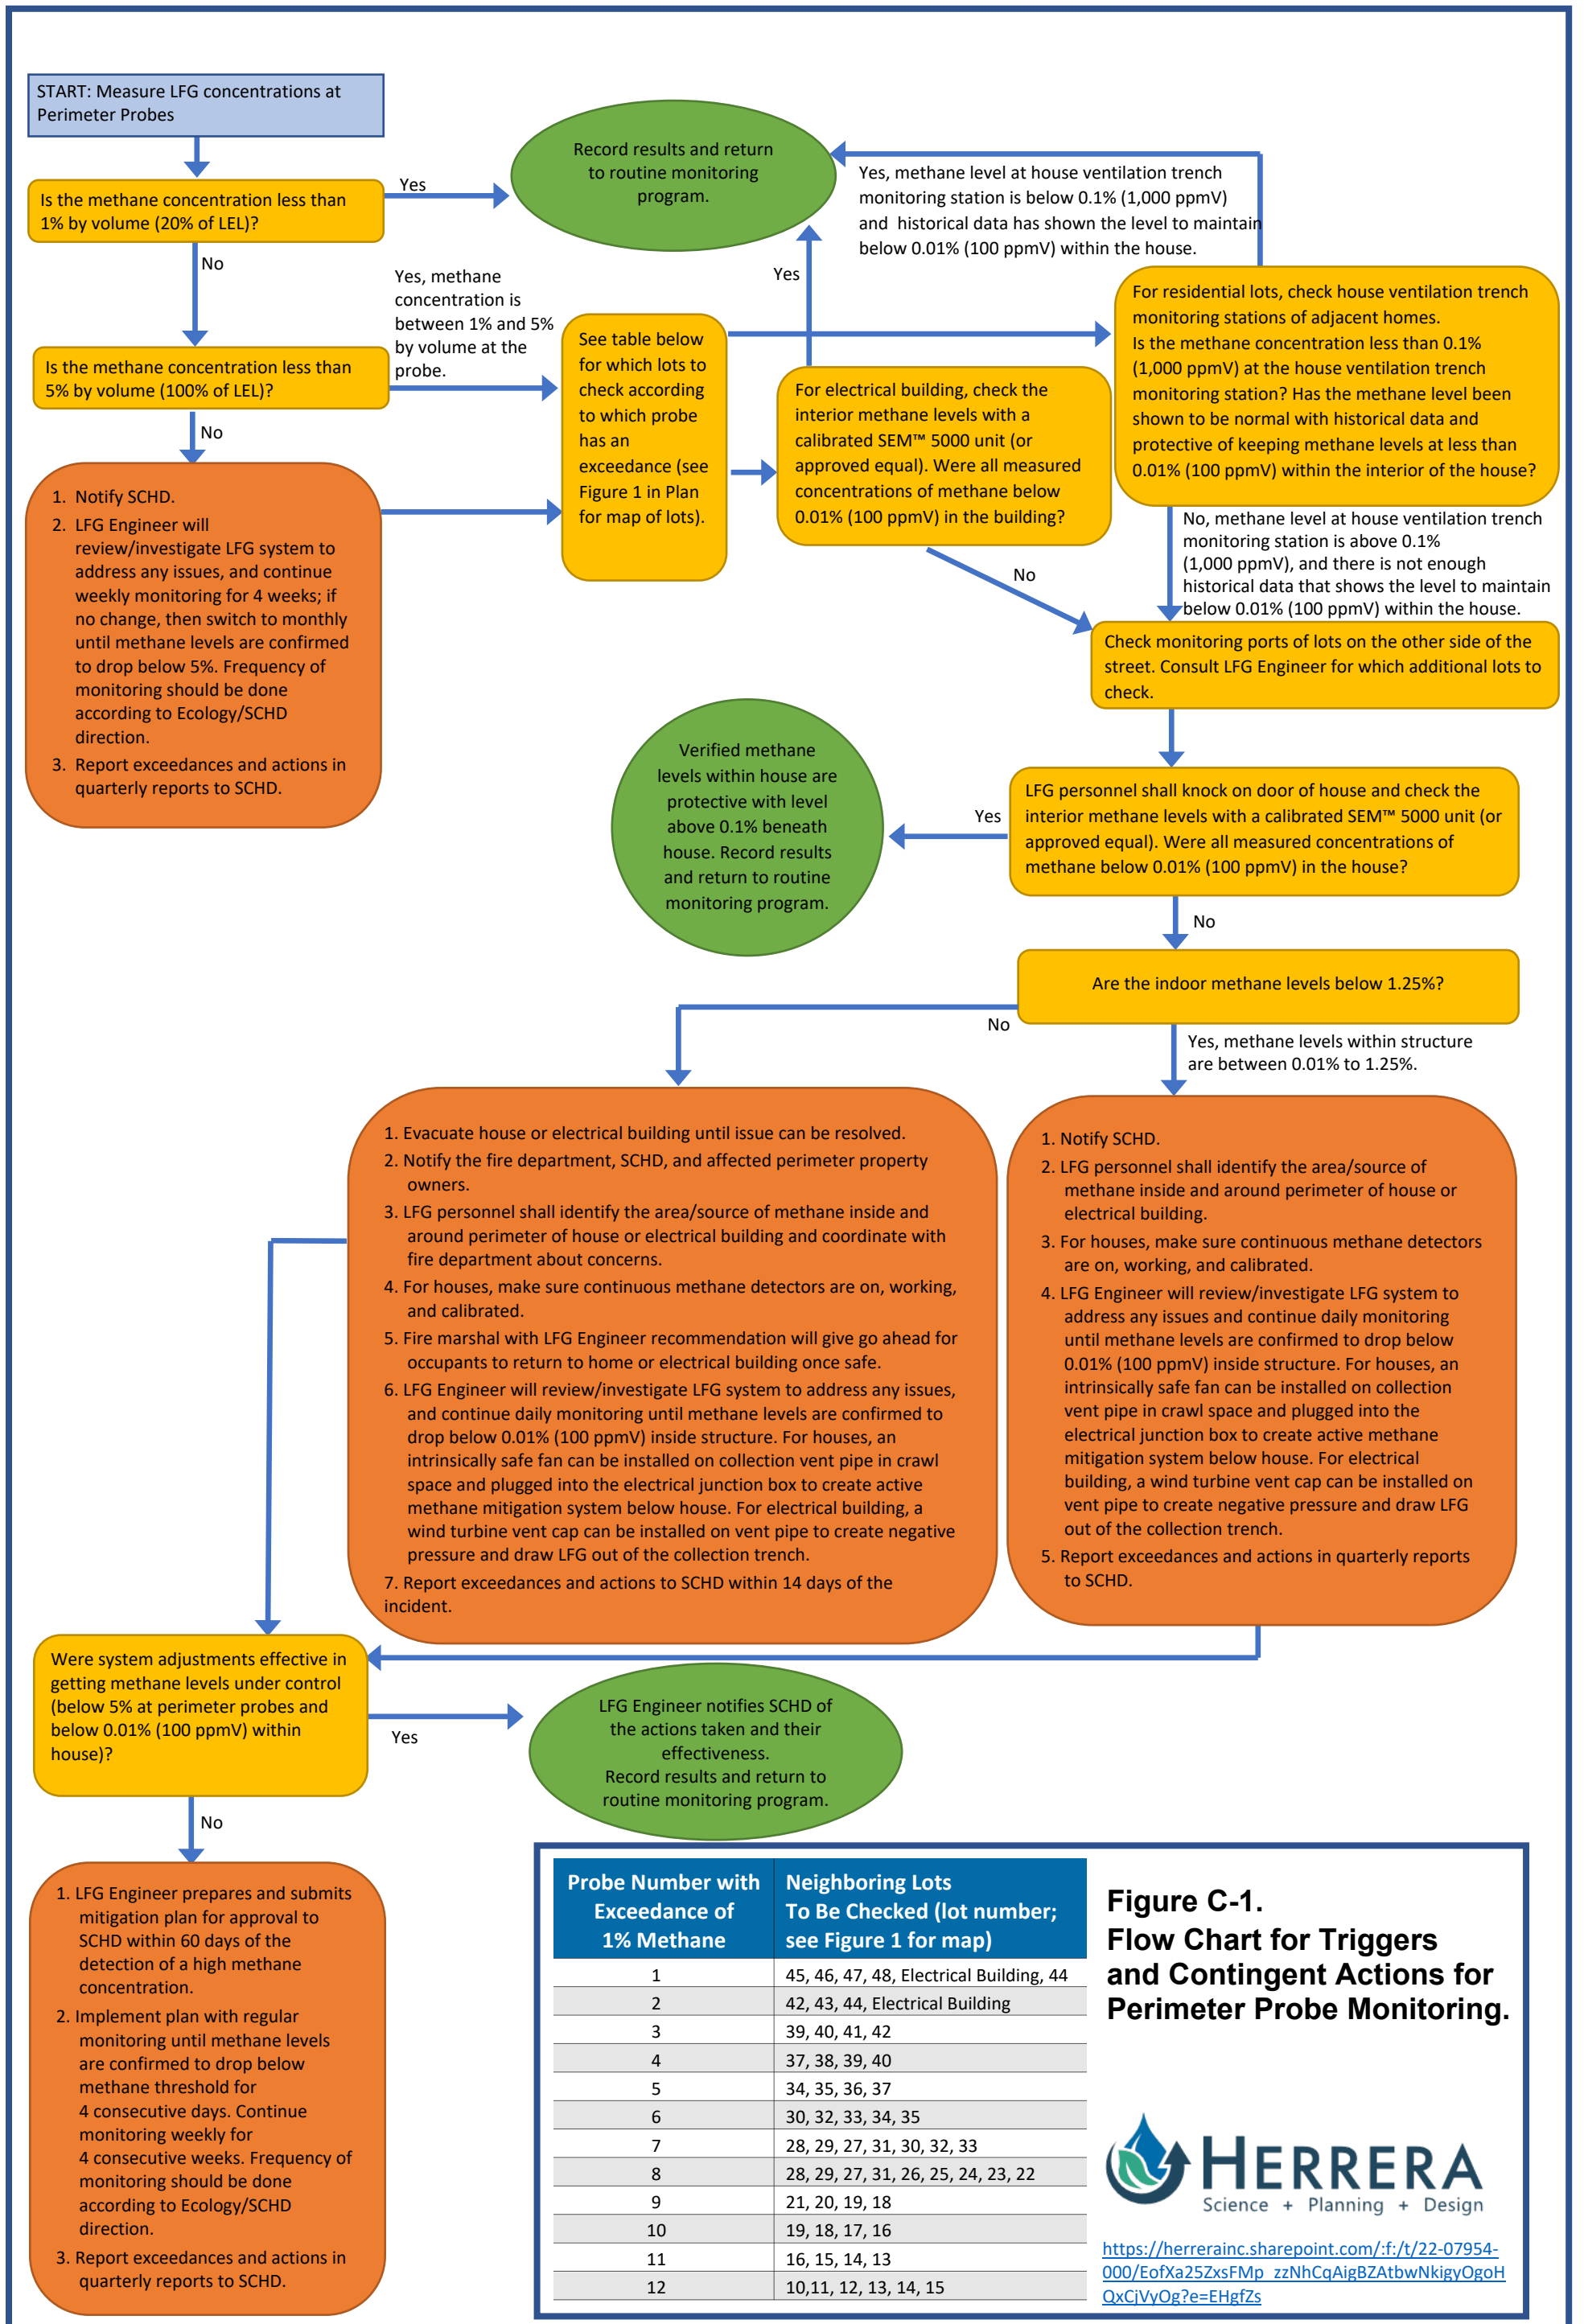 START: Measure LFG concentrations at
Perimeter Probes
Is the methane concentration less than
1% by volume (20% of LEL)?
Yes
Record results and return
to routine monitoring
program.
Yes, methane level at house ventilation trench
monitoring station is below 0.1% (1,000 ppmV)
and historical data has shown the level to maintain
below 0.01% (100 ppmV) within the house.
No
Is the methane concentration less than
5% by volume (100% of LEL)?
Yes, methane
concentration is
between 1% and 5%
by volume at the
probe.
No
1. Notify SCHD.
2. LFG Engineer will
review/investigate LFG system to
address any issues, and continue
weekly monitoring for 4 weeks; if
no change, then switch to monthly
until methane levels are confirmed
to drop below 5%. Frequency of
monitoring should be done
according to Ecology/SCHD
direction.
3. Report exceedances and actions in
quarterly reports to SCHD.
See table below
for which lots to
check according
to which probe
has an
exceedance (see
Figure 1 in Plan
for map of lots).
Yes
For electrical building, check the
interior methane levels with a
calibrated SEM™ 5000 unit (or
approved equal). Were all measured
concentrations of methane below
0.01% (100 ppmV) in the building?
No
For residential lots, check house ventilation trench
monitoring stations of adjacent homes.
Is the methane concentration less than 0.1%
(1,000 ppmV) at the house ventilation trench
monitoring station? Has the methane level been
shown to be normal with historical data and
protective of keeping methane levels at less than
0.01% (100 ppmV) within the interior of the house?
No, methane level at house ventilation trench
monitoring station is above 0.1%
(1,000 ppmV), and there is not enough
historical data that shows the level to maintain
below 0.01% (100 ppmV) within the house.
Check monitoring ports of lots on the other side of the
street. Consult LFG Engineer for which additional lots to
check.
LFG personnel shall knock on door of house and check the
interior methane levels with a calibrated SEM™ 5000 unit (or
approved equal). Were all measured concentrations of
methane below 0.01% (100 ppmV) in the house?
Yes
Verified methane
levels within house are
protective with level
above 0.1% beneath
house. Record results
and return to routine
monitoring program.
No
Are the indoor methane levels below 1.25%?
No
Yes, methane levels within structure
are between 0.01% to 1.25%.
1. Evacuate house or electrical building until issue can be resolved.
2. Notify the fire department, SCHD, and affected perimeter property
owners.
3. LFG personnel shall identify the area/source of methane inside and
around perimeter of house or electrical building and coordinate with
fire department about concerns.
4. For houses, make sure continuous methane detectors are on, working,
and calibrated.
5. Fire marshal with LFG Engineer recommendation will give go ahead for
occupants to return to home or electrical building once safe.
6. LFG Engineer will review/investigate LFG system to address any issues,
and continue daily monitoring until methane levels are confirmed to
drop below 0.01% (100 ppmV) inside structure. For houses, an
intrinsically safe fan can be installed on collection vent pipe in crawl
space and plugged into the electrical junction box to create active
methane mitigation system below house. For electrical building, a
wind turbine vent cap can be installed on vent pipe to create negative
pressure and draw LFG out of the collection trench.
7. Report exceedances and actions to SCHD within 14 days of the
incident.
1. Notify SCHD.
2. LFG personnel shall identify the area/source of
methane inside and around perimeter of house or
electrical building.
3. For houses, make sure continuous methane detectors
are on, working, and calibrated.
4. LFG Engineer will review/investigate LFG system to
address any issues and continue daily monitoring
until methane levels are confirmed to drop below
0.01% (100 ppmV) inside structure. For houses, an
intrinsically safe fan can be installed on collection
vent pipe in crawl space and plugged into the
electrical junction box to create active methane
mitigation system below house. For electrical
building, a wind turbine vent cap can be installed on
vent pipe to create negative pressure and draw LFG
out of the collection trench.
5. Report exceedances and actions in quarterly reports
to SCHD.
Were system adjustments effective in
getting methane levels under control
(below 5% at perimeter probes and
below 0.01% (100 ppmV) within
house)?
Yes
LFG Engineer notifies SCHD of
the actions taken and their
effectiveness.
Record results and return to
routine monitoring program.
No
1. LFG Engineer prepares and submits
mitigation plan for approval to
SCHD within 60 days of the
detection of a high methane
concentration.
2. Implement plan with regular
monitoring until methane levels
are confirmed to drop below
methane threshold for
4 consecutive days. Continue
monitoring weekly for
4 consecutive weeks. Frequency of
monitoring should be done
according to Ecology/SCHD
direction.
3. Report exceedances and actions in
quarterly reports to SCHD.
Probe Number with
Exceedance of
1% Methane
Neighboring Lots
To Be Checked (lot number;
see Figure 1 for map)
1 45, 46, 47, 48, Electrical Building, 44
2 42, 43, 44, Electrical Building
3 39, 40, 41, 42
4 37, 38, 39, 40
5 34, 35, 36, 37
6 30, 32, 33, 34, 35
7 28, 29, 27, 31, 30, 32, 33
8 28, 29, 27, 31, 26, 25, 24, 23, 22
9 21, 20, 19, 18
10 19, 18, 17, 16
11 16, 15, 14, 13
12 10,11, 12, 13, 14, 15
Figure C-1.
Flow Chart for Triggers
and Contingent Actions for
Perimeter Probe Monitoring.
HERRERA
Science + Planning + Design
https://herrerainc.sharepoint.com/:f:/t/22-07954-
000/EofXa25ZxsFMp_zzNhCqAigBZAtbwNkigyOgoH
QxCjVyOg?e=EHgfZs